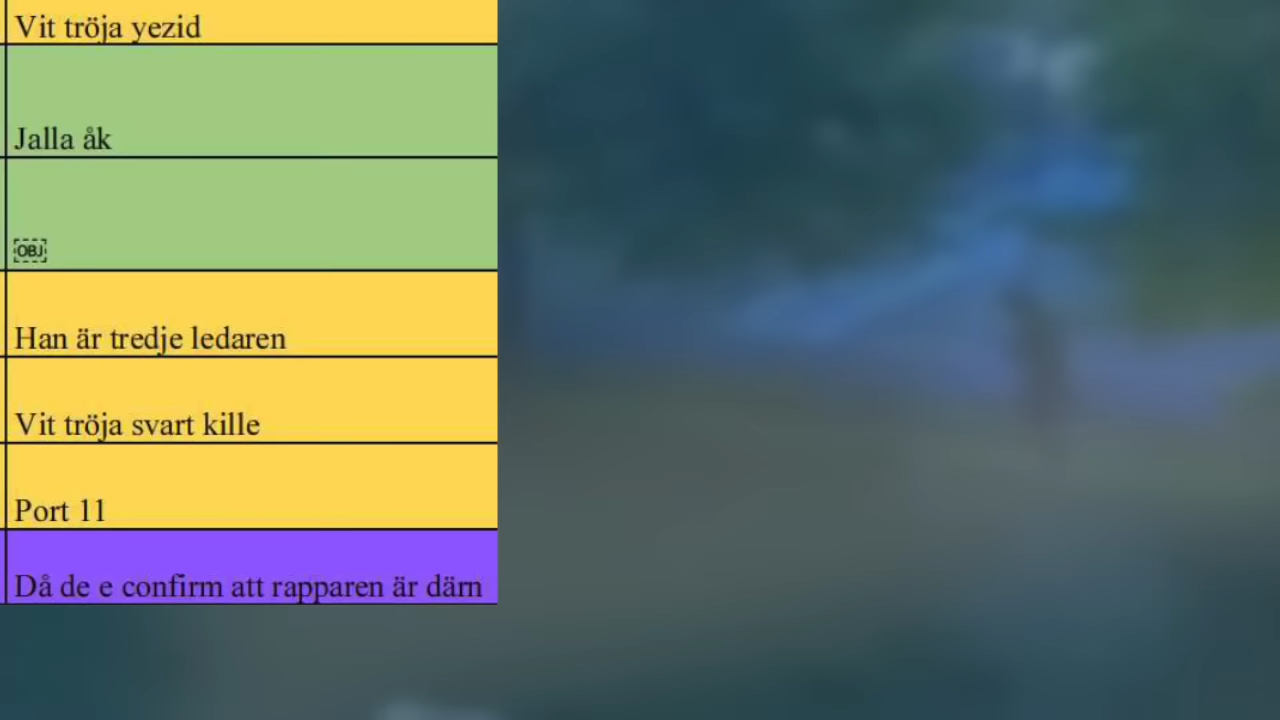 Vit tröja yezid
Jalla åk
OBJ
Han är tredje ledaren
Vit tröja svart kille
Port 11
Då de e confirm att rapparen är därn